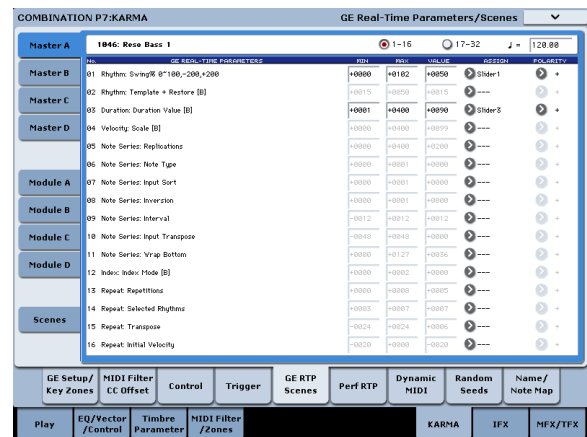 COMBINATION P7:KARMA GE Real-Time Parameters/Scenes
Master A 1046: Reso Bass 1 1-16 17-32 ♩ = 120.00
No. GE REAL-TIME PARAMETERS MIN MAX VALUE ASSIGN POLARITY
01 Rhythm: Swing% 0~100,-200,+200 +0000 +0102 +0050 Slider1 +
Master B
02 Rhythm: Template + Restore [B] +0015 +0050 +0015 --- +
03 Duration: Duration Value [B] +0001 +0400 +0090 Slider3 +
Master C
04 Velocity: Scale [B] +0000 +0400 +0099 --- +
Master D
05 Note Series: Replications +0000 +0400 +0200 --- +
06 Note Series: Note Type +0000 +0001 +0000 --- +
07 Note Series: Input Sort +0000 +0001 +0000 --- +
Module A
08 Note Series: Inversion +0000 +0001 +0000 --- +
Module B
09 Note Series: Interval -0012 +0012 +0012 --- +
10 Note Series: Input Transpose -0048 +0048 +0000 --- +
Module C
11 Note Series: Wrap Bottom +0000 +0127 +0036 --- +
Module D
12 Index: Index Mode [B] +0000 +0002 +0000 --- +
13 Repeat: Repetitions +0000 +0008 +0005 --- +
14 Repeat: Selected Rhythms +0003 +0007 +0007 --- +
Scenes
15 Repeat: Transpose -0024 +0024 +0006 --- +
16 Repeat: Initial Velocity -0020 +0000 +0000 --- +
GE Setup/ Key Zones
MIDI Filter CC Offset
Control
Trigger
GE RTP Scenes
Perf RTP
Dynamic MIDI
Random Seeds
Name/ Note Map
Play
EQ/Vector /Control
Timbre Parameter
MIDI Filter /Zones
KARMA
IFX
MFX/TFX